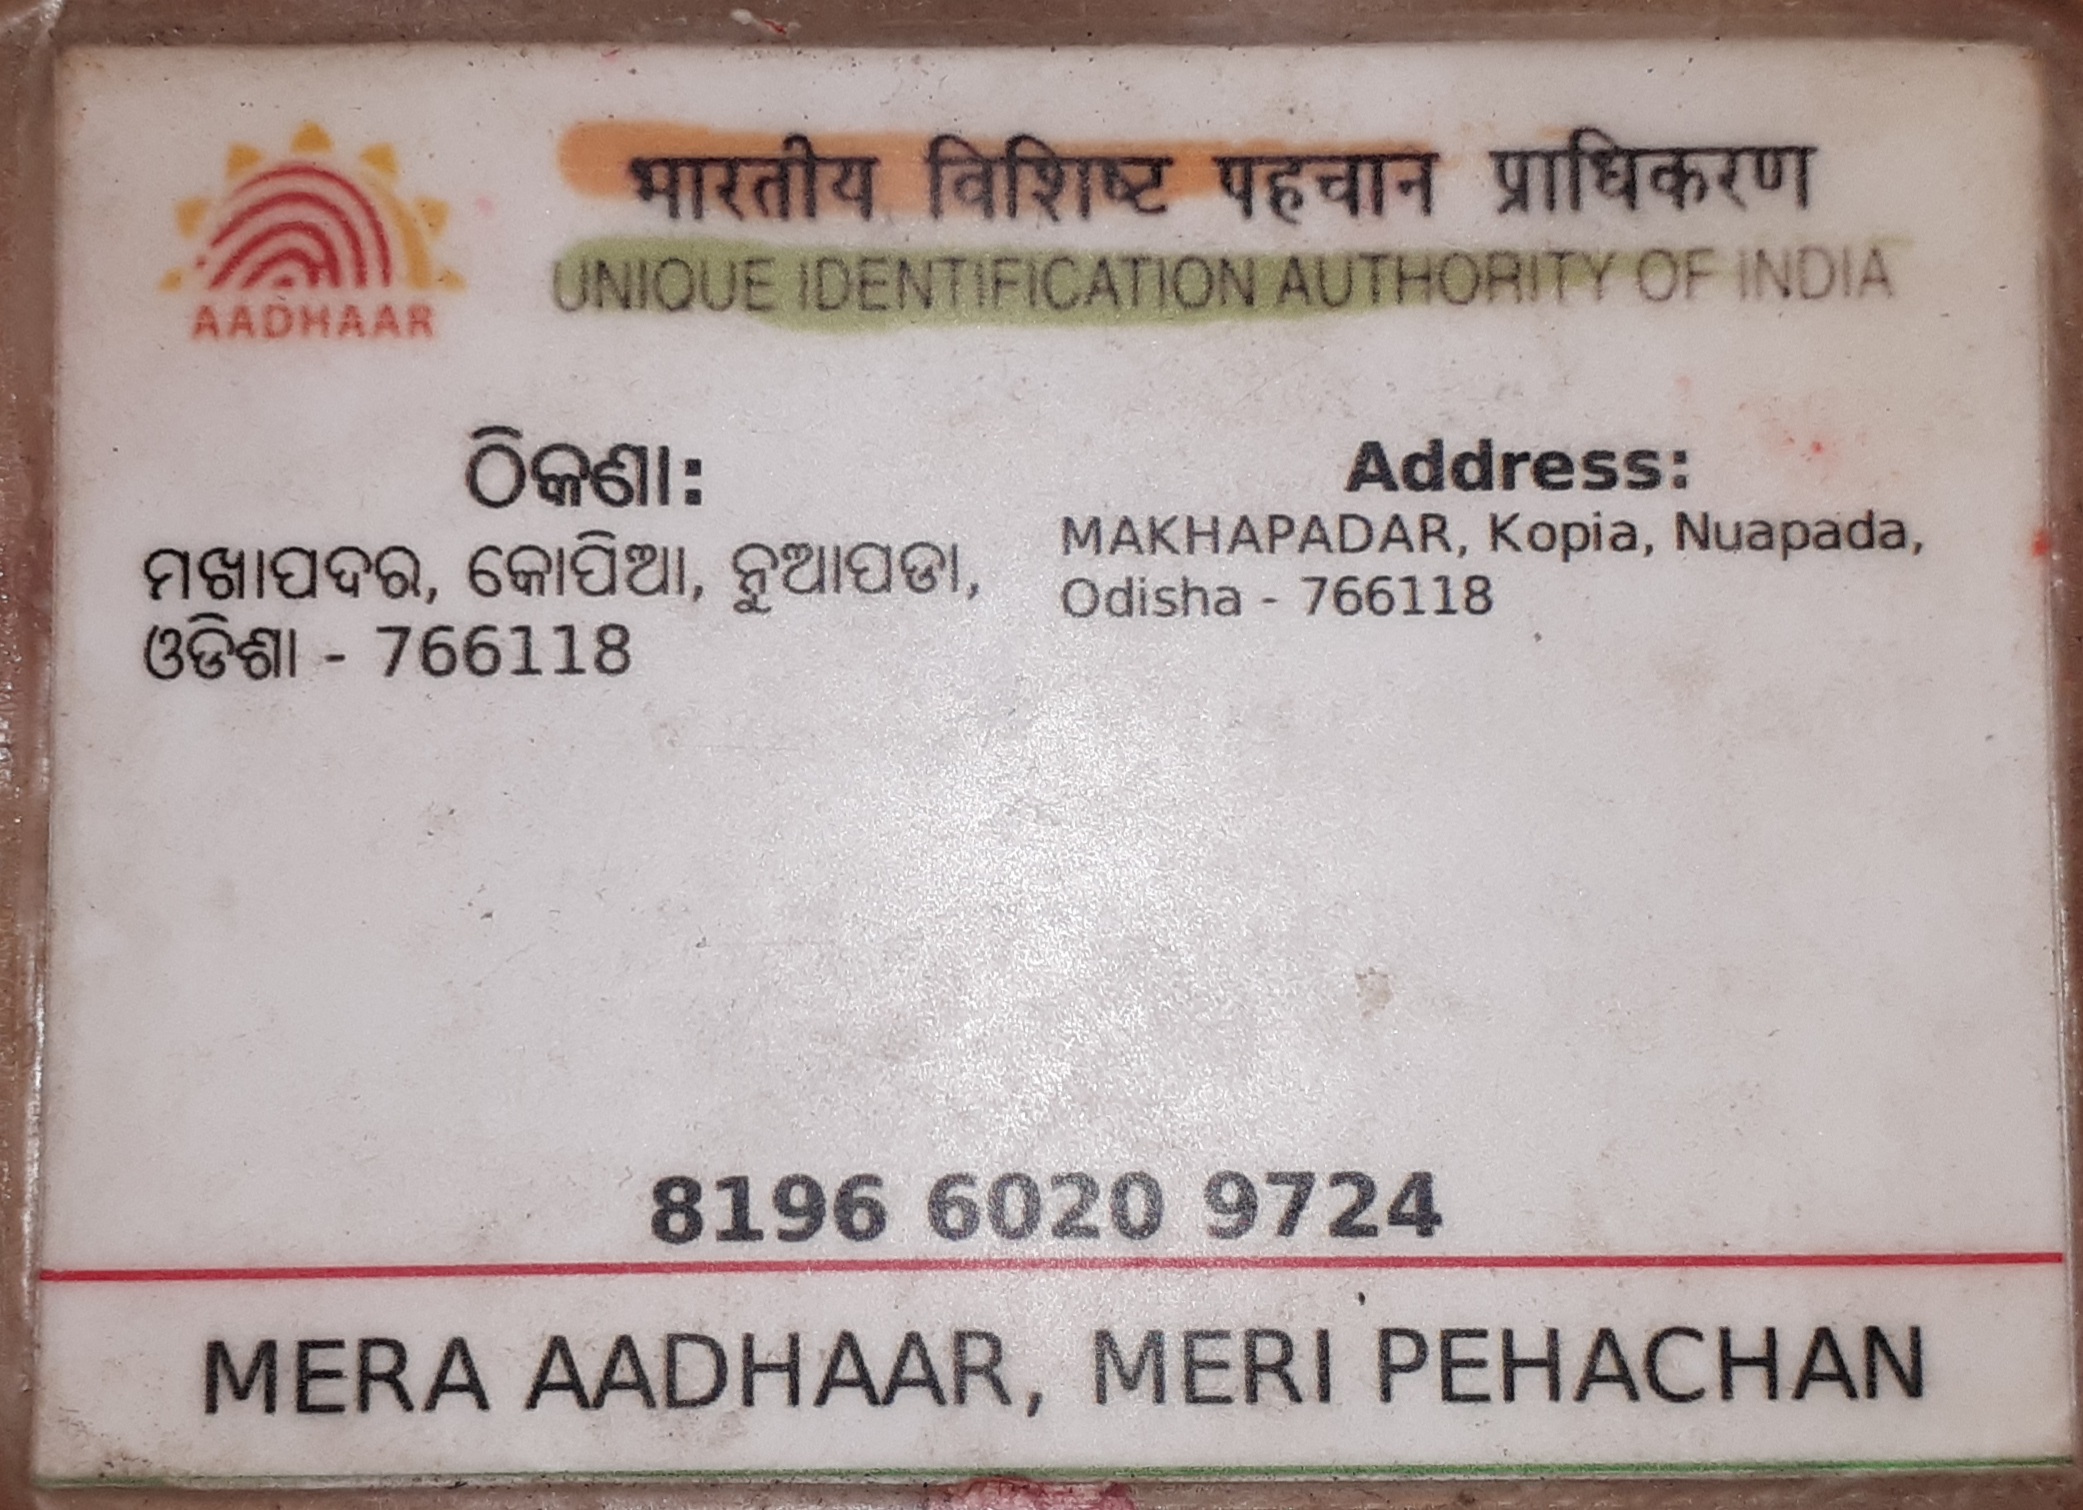 भारतीय विशिष्ट पहचान प्राधिकरण
UNIQUE IDENTIFICATION AUTHORITY OF INDIA
AADHAAR
ଠିକଣା:
ମଖାପଦର, କୋପିଆ, ନୁଆପଡା,
ଓଡିଶା - 766118
Address:
MAKHAPADAR, Kopia, Nuapada,
Odisha - 766118
8196 6020 9724
MERA AADHAAR, MERI PEHACHAN